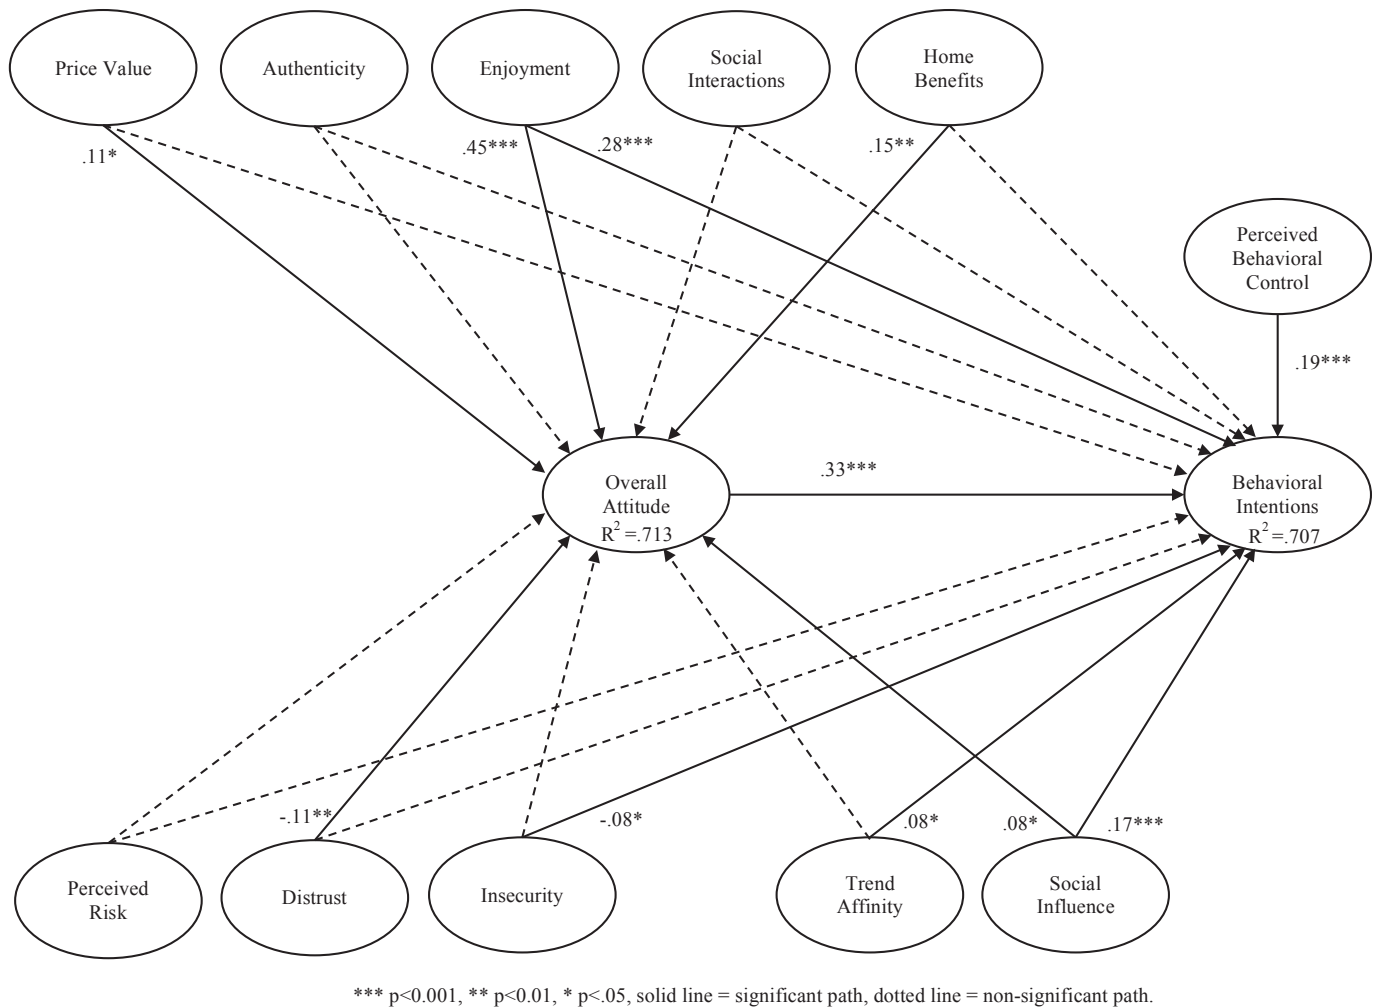 Price Value
Authenticity
Enjoyment
Social
Interactions
Home
Benefits
.11*
.45***
.28***
.15**
Perceived
Behavioral
Control
.19***
.33***
Overall
Attitude
R2 =.713
Behavioral
Intentions
R2 =.707
-.11**
-.08*
.08*
.08*
.17***
Perceived
Risk
Distrust
Insecurity
Trend
Affinity
Social
Influence
*** p<0.001, ** p<0.01, * p<.05, solid line = significant path, dotted line = non-significant path.